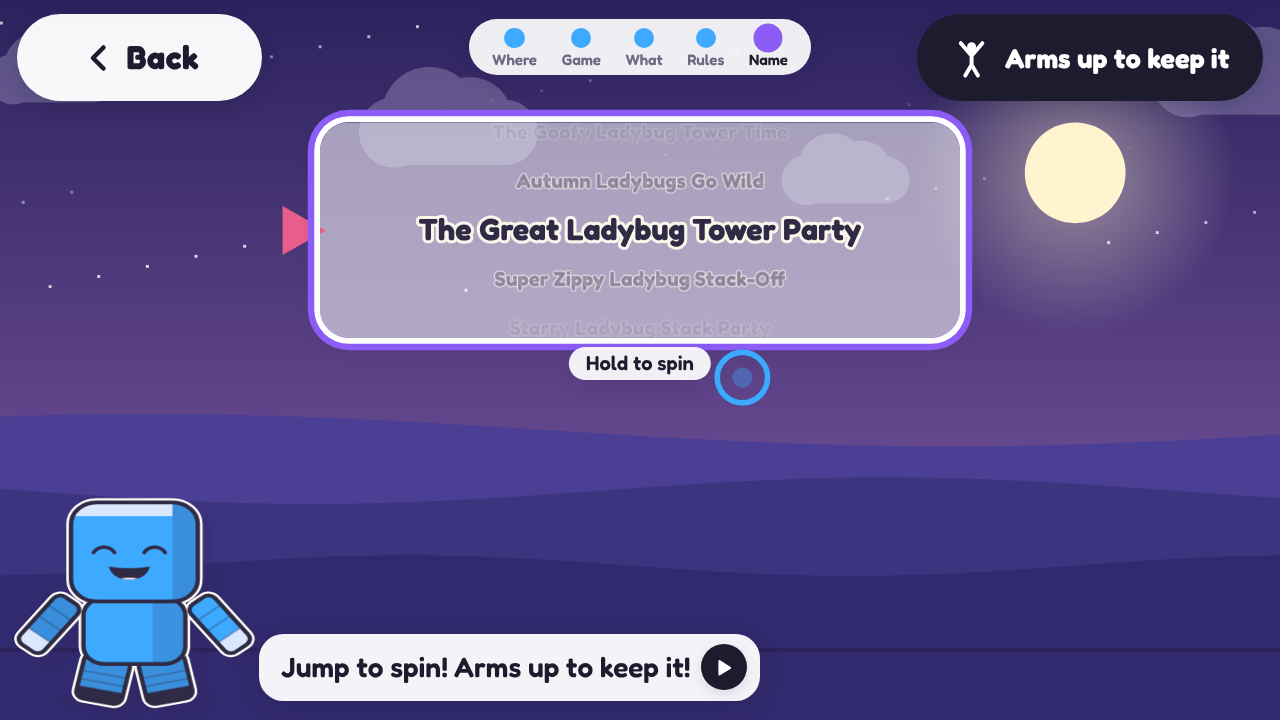 Back
Where Game What Rules Name
Arms up to keep it
The Goofy Ladybug Tower Time
Autumn Ladybugs Go Wild
The Great Ladybug Tower Party
Super Zippy Ladybug Stack-Off
Starry Ladybug Stack Party
Hold to spin
Jump to spin! Arms up to keep it!